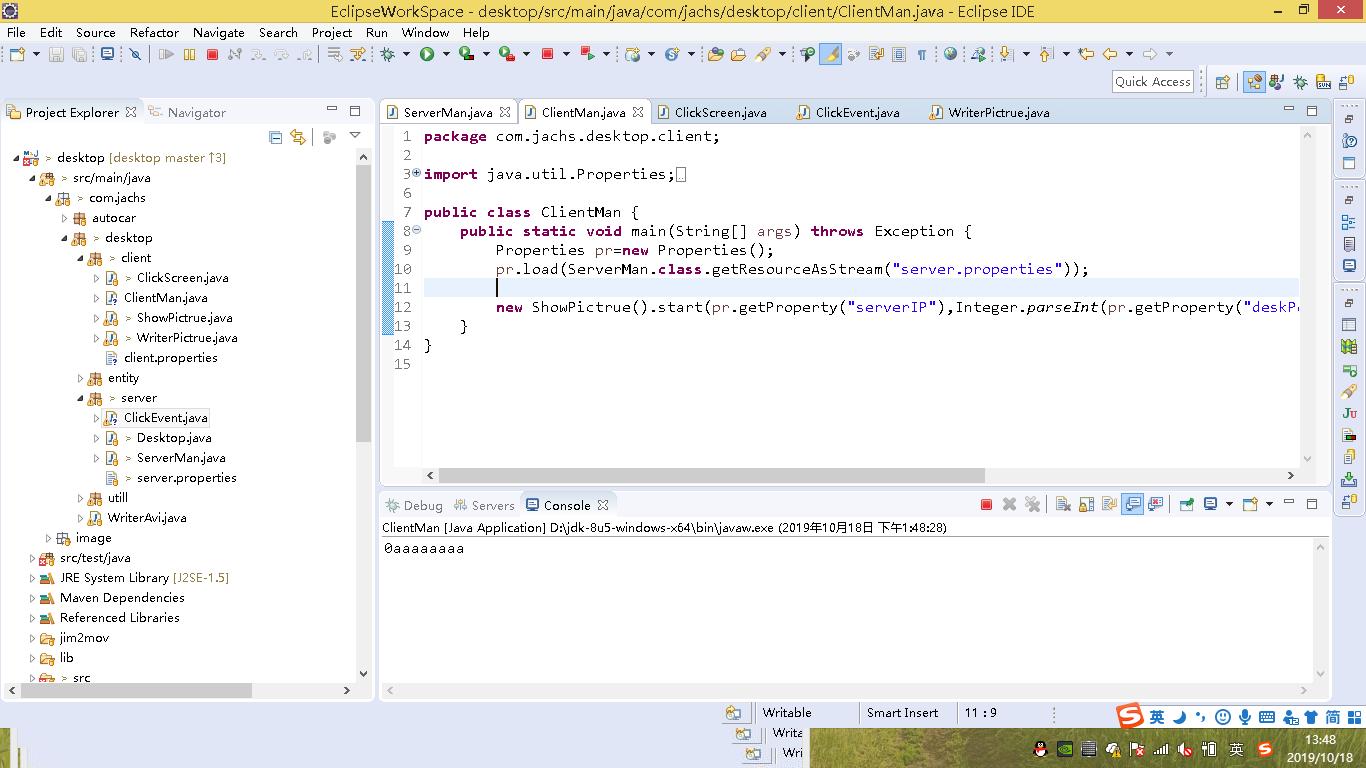 EclipseWorkSpace - desktop/src/main/java/com/jachs/desktop/client/ClientMan.java - Eclipse IDE
File Edit Source Refactor Navigate Search Project Run Window Help
Quick Access
Project Explorer Navigator
ServerMan.java ClientMan.java ClickScreen.java ClickEvent.java WriterPictrue.java
> desktop [desktop master ↑3]
> src/main/java
> com.jachs
autocar
> desktop
> client
> ClickScreen.java
> ClientMan.java
> ShowPictrue.java
> WriterPictrue.java
client.properties
entity
> server
ClickEvent.java
> Desktop.java
> ServerMan.java
> server.properties
utill
WriterAvi.java
image
src/test/java
JRE System Library [J2SE-1.5]
Maven Dependencies
Referenced Libraries
jim2mov
lib
> src
1 package com.jachs.desktop.client;
2
3 import java.util.Properties;
6
7 public class ClientMan {
8 public static void main(String[] args) throws Exception {
9 Properties pr=new Properties();
10 pr.load(ServerMan.class.getResourceAsStream("server.properties"));
11
12 new ShowPictrue().start(pr.getProperty("serverIP"),Integer.parseInt(pr.getProperty("deskP
13 }
14 }
15
Debug Servers Console
ClientMan [Java Application] D:\jdk-8u5-windows-x64\bin\javaw.exe (2019年10月18日 下午1:48:28)
0aaaaaaaa
Writable Smart Insert 11 : 9
英 简
Writa
Wri
英
13:48
2019/10/18